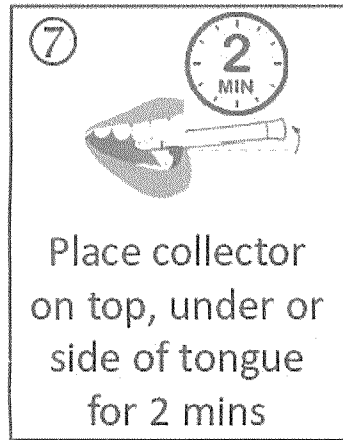 7
2
MIN
Place collector
on top, under or
side of tongue
for 2 mins